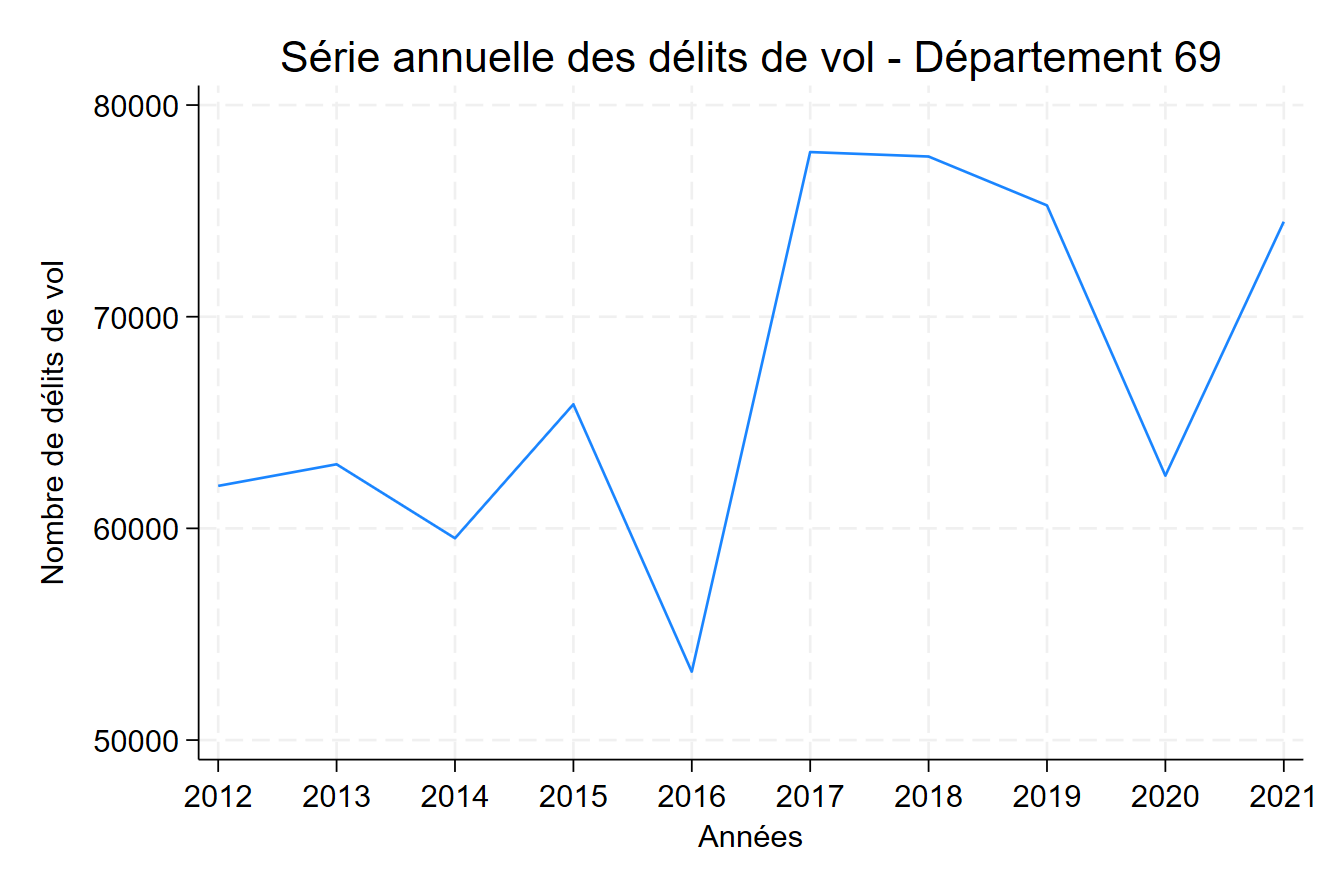 Série annuelle des délits de vol - Département 69
Nombre de délits de vol
80000
70000
60000
50000
2012 2013 2014 2015 2016 2017 2018 2019 2020 2021
Années